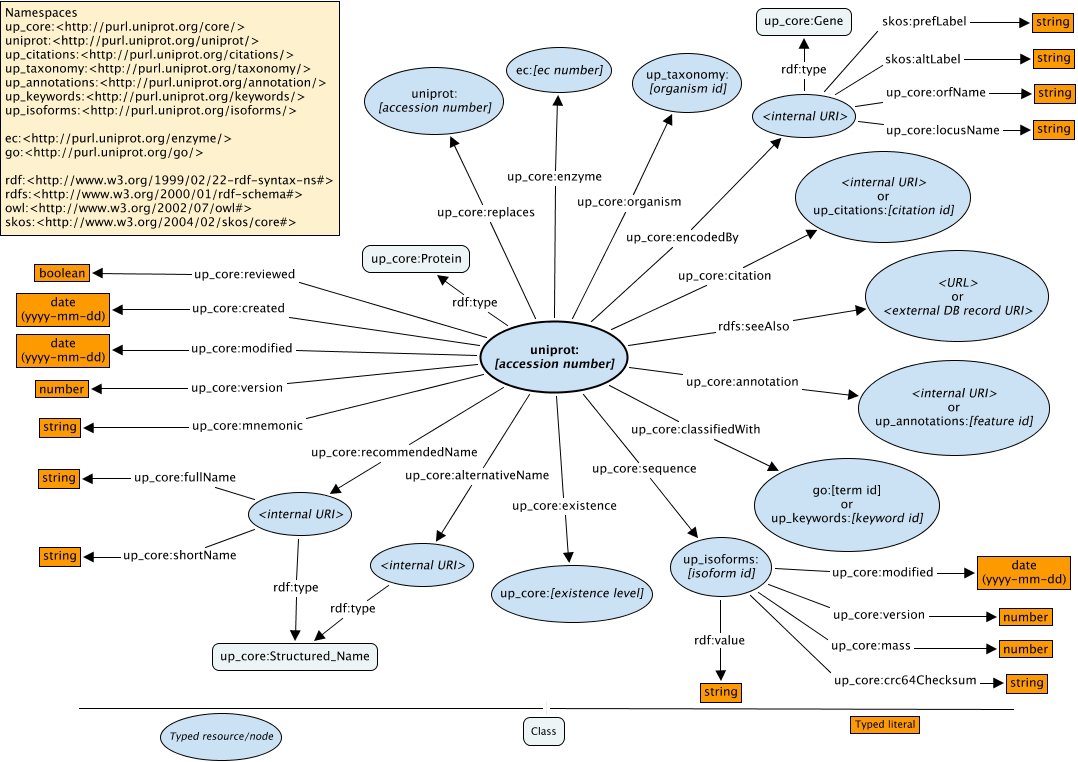 Namespaces
up_core:<http://purl.uniprot.org/core/>
uniprot:<http://purl.uniprot.org/uniprot/>
up_citations:<http://purl.uniprot.org/citations/>
up_taxonomy:<http://purl.uniprot.org/taxonomy/>
up_annotations:<http://purl.uniprot.org/annotation/>
up_keywords:<http://purl.uniprot.org/keywords/>
up_isoforms:<http://purl.uniprot.org/isoforms/>
ec:<http://purl.uniprot.org/enzyme/>
go:<http://purl.uniprot.org/go/>
rdf:<http://www.w3.org/1999/02/22-rdf-syntax-ns#>
rdfs:<http://www.w3.org/2000/01/rdf-schema#>
owl:<http://www.w3.org/2002/07/owl#>
skos:<http://www.w3.org/2004/02/skos/core#>
uniprot:
[accession number]
ec:[ec number]
up_taxonomy:
[organism id]
up_core:Gene
rdf:type
<internal URI>
skos:prefLabel
string
skos:altLabel
string
up_core:orfName
string
up_core:locusName
string
up_core:replaces
up_core:enzyme
up_core:organism
up_core:encodedBy
<internal URI>
or
up_citations:[citation id]
up_core:citation
<URL>
or
<external DB record URI>
rdfs:seeAlso
up_core:Protein
rdf:type
uniprot:
[accession number]
boolean
up_core:reviewed
date
(yyyy-mm-dd)
up_core:created
date
(yyyy-mm-dd)
up_core:modified
number
up_core:version
string
up_core:mnemonic
up_core:annotation
<internal URI>
or
up_annotations:[feature id]
up_core:classifiedWith
go:[term id]
or
up_keywords:[keyword id]
up_core:recommendedName
up_core:alternativeName
up_core:existence
up_core:sequence
string
up_core:fullName
<internal URI>
string
up_core:shortName
rdf:type
<internal URI>
rdf:type
up_core:Structured_Name
up_core:[existence level]
up_isoforms:
[isoform id]
up_core:modified
date
(yyyy-mm-dd)
up_core:version
number
up_core:mass
number
up_core:crc64Checksum
string
rdf:value
string
Typed resource/node
Class
Typed literal